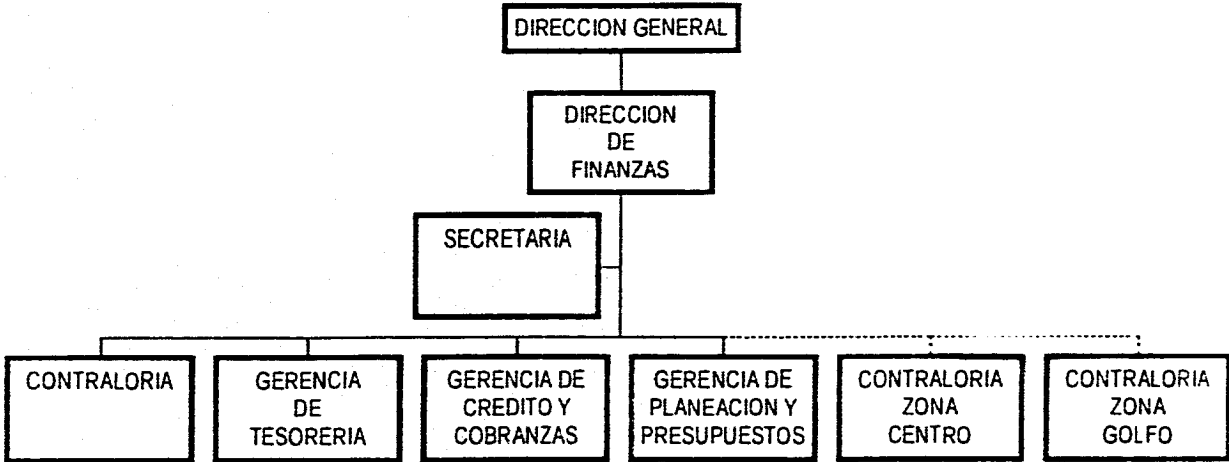 DIRECCION GENERAL
DIRECCION
DE
FINANZAS
SECRETARIA
CONTRALORIA
GERENCIA
DE
TESORERIA
GERENCIA DE
CREDITO Y
COBRANZAS
GERENCIA DE
PLANEACION Y
PRESUPUESTOS
CONTRALORIA
ZONA
CENTRO
CONTRALORIA
ZONA
GOLFO